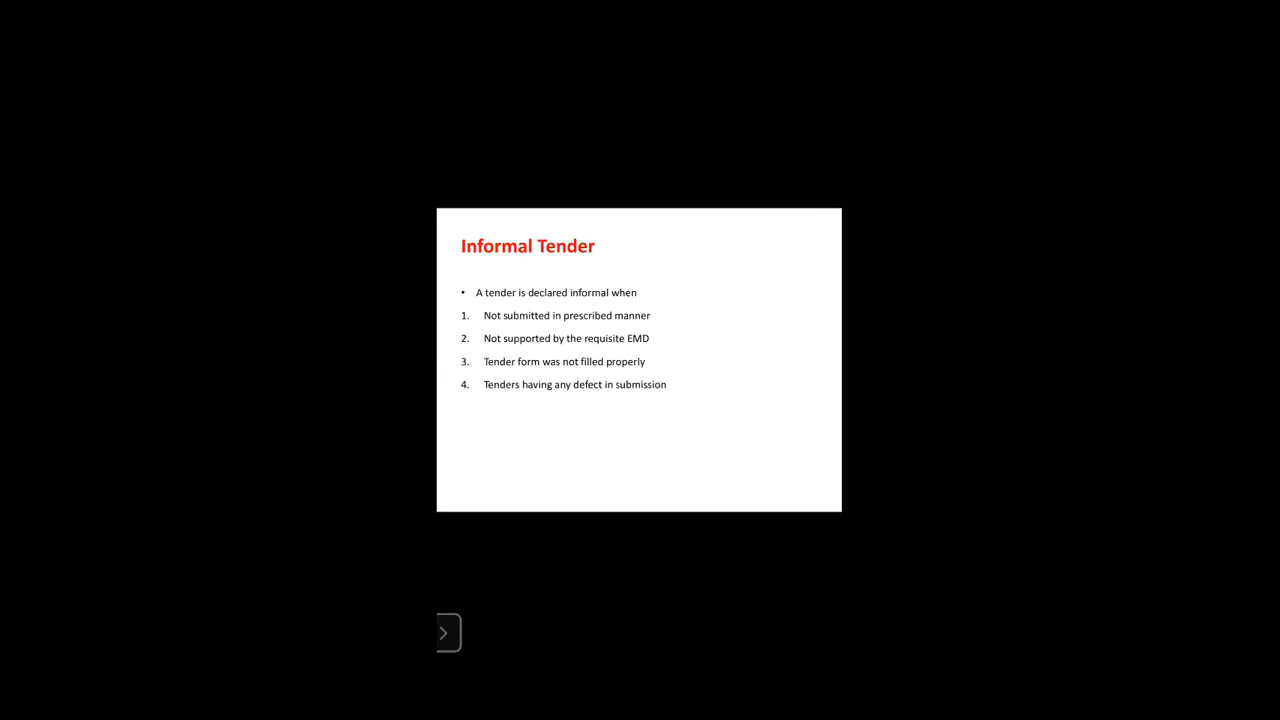 Informal Tender
• A tender is declared informal when
1. Not submitted in prescribed manner
2. Not supported by the requisite EMD
3. Tender form was not filled properly
4. Tenders having any defect in submission